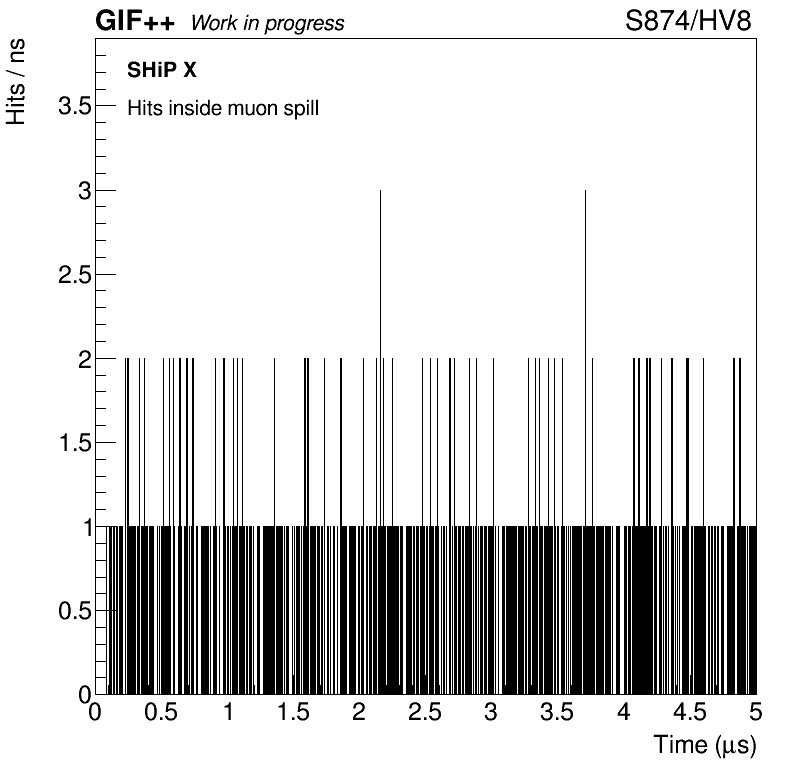 GIF++ Work in progress S874/HV8
Hits / ns
SHiP X
Hits inside muon spill
3.5
3
2.5
2
1.5
1
0.5
0
0 0.5 1 1.5 2 2.5 3 3.5 4 4.5 5
Time (μs)